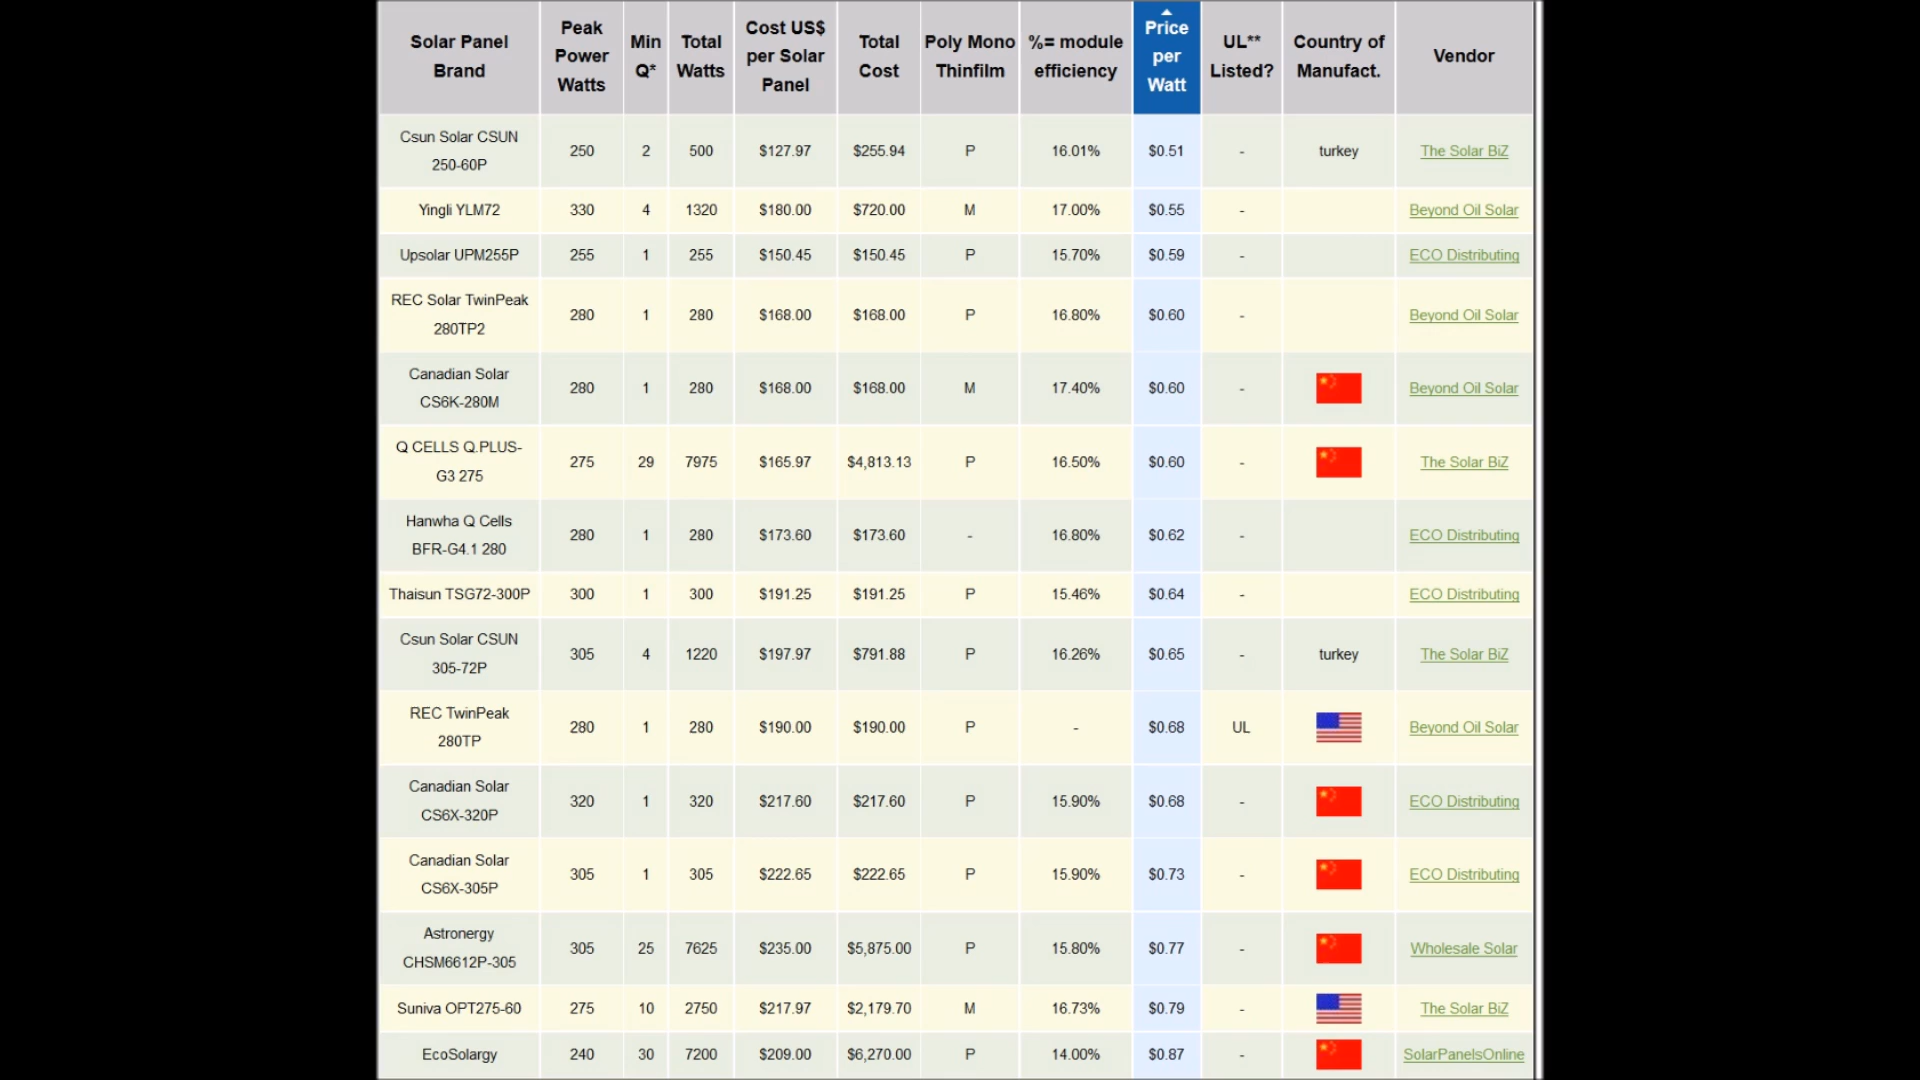 Solar Panel Brand | Peak Power Watts | Min Q* | Total Watts | Cost US$ per Solar Panel | Total Cost | Poly Mono Thinfilm | %= module efficiency | Price per Watt | UL** Listed? | Country of Manufact. | Vendor
Csun Solar CSUN 250-60P | 250 | 2 | 500 | $127.97 | $255.94 | P | 16.01% | $0.51 | - | turkey | The Solar BiZ
Yingli YLM72 | 330 | 4 | 1320 | $180.00 | $720.00 | M | 17.00% | $0.55 | - | | Beyond Oil Solar
Upsolar UPM255P | 255 | 1 | 255 | $150.45 | $150.45 | P | 15.70% | $0.59 | - | | ECO Distributing
REC Solar TwinPeak 280TP2 | 280 | 1 | 280 | $168.00 | $168.00 | P | 16.80% | $0.60 | - | | Beyond Oil Solar
Canadian Solar CS6K-280M | 280 | 1 | 280 | $168.00 | $168.00 | M | 17.40% | $0.60 | - | | Beyond Oil Solar
Q CELLS Q.PLUS-G3 275 | 275 | 29 | 7975 | $165.97 | $4,813.13 | P | 16.50% | $0.60 | - | | The Solar BiZ
Hanwha Q Cells BFR-G4.1 280 | 280 | 1 | 280 | $173.60 | $173.60 | - | 16.80% | $0.62 | - | | ECO Distributing
Thaisun TSG72-300P | 300 | 1 | 300 | $191.25 | $191.25 | P | 15.46% | $0.64 | - | | ECO Distributing
Csun Solar CSUN 305-72P | 305 | 4 | 1220 | $197.97 | $791.88 | P | 16.26% | $0.65 | - | turkey | The Solar BiZ
REC TwinPeak 280TP | 280 | 1 | 280 | $190.00 | $190.00 | P | - | $0.68 | UL | | Beyond Oil Solar
Canadian Solar CS6X-320P | 320 | 1 | 320 | $217.60 | $217.60 | P | 15.90% | $0.68 | - | | ECO Distributing
Canadian Solar CS6X-305P | 305 | 1 | 305 | $222.65 | $222.65 | P | 15.90% | $0.73 | - | | ECO Distributing
Astronergy CHSM6612P-305 | 305 | 25 | 7625 | $235.00 | $5,875.00 | P | 15.80% | $0.77 | - | | Wholesale Solar
Suniva OPT275-60 | 275 | 10 | 2750 | $217.97 | $2,179.70 | M | 16.73% | $0.79 | - | | The Solar BiZ
EcoSolargy | 240 | 30 | 7200 | $209.00 | $6,270.00 | P | 14.00% | $0.87 | - | | SolarPanelsOnline